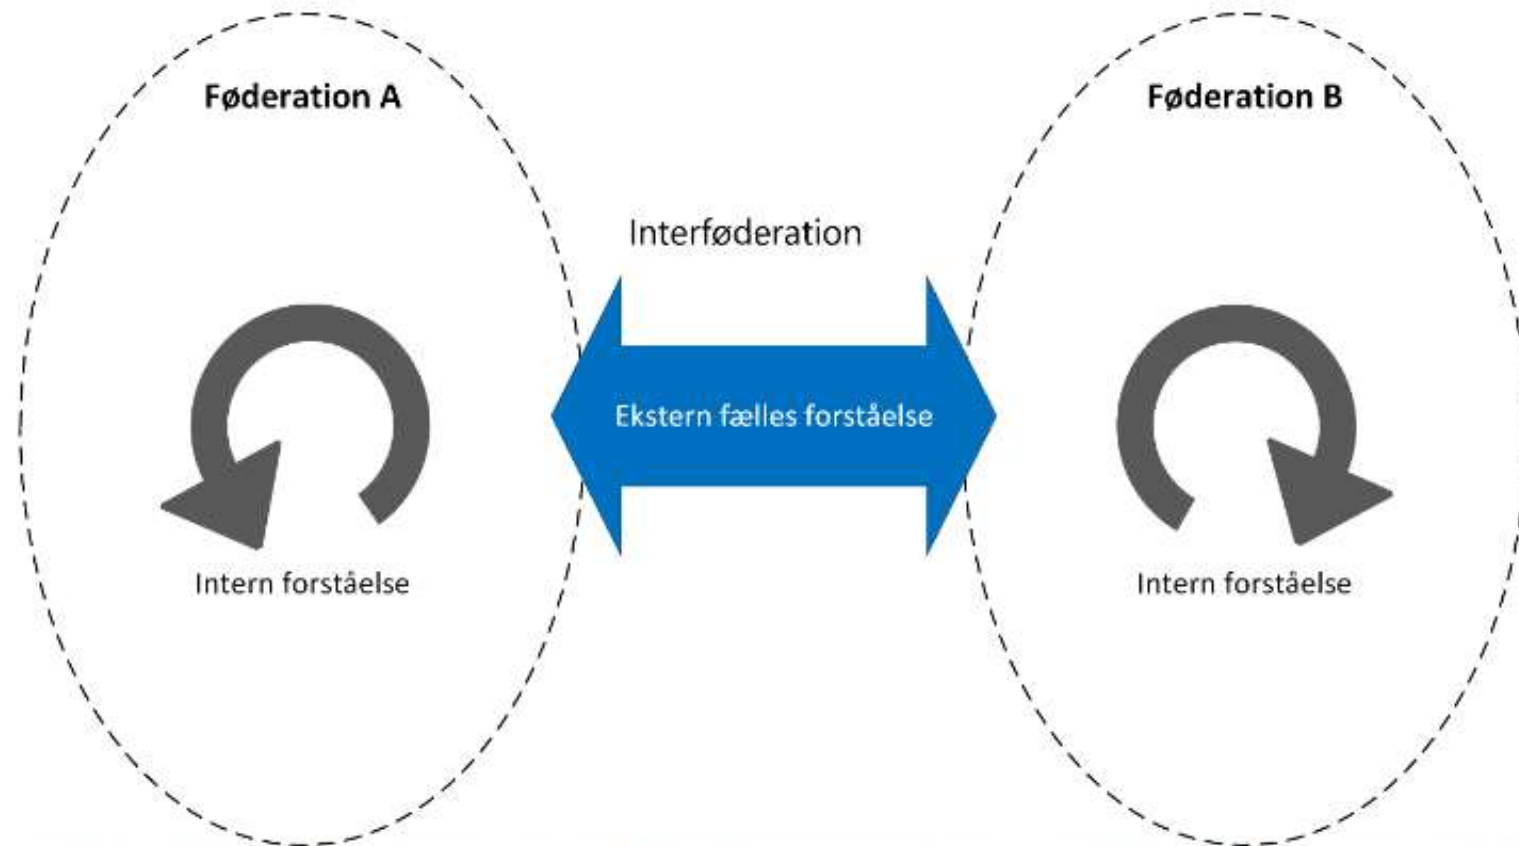 Føderation A
Føderation B
Interføderation
Ekstern fælles forståelse
Intern forståelse
Intern forståelse